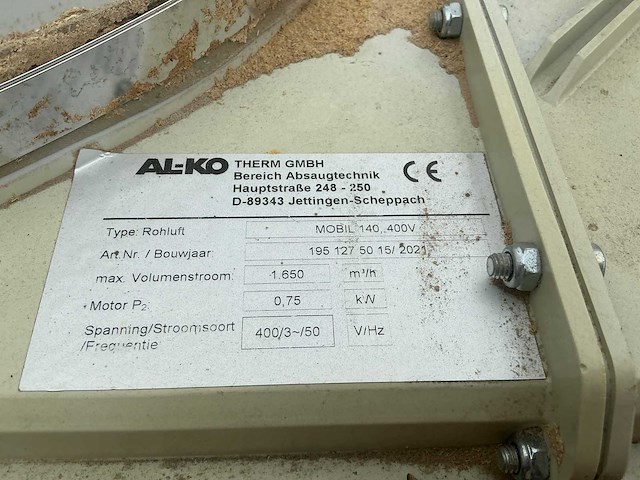 AL-KO THERM GMBH
Bereich Absaugtechnik
Hauptstraße 248 - 250
D-89343 Jettingen-Scheppach
CE
Type: Rohluft MOBIL 140, 400V
Art.Nr. / Bouwjaar: 195 127 50 15/ 2021
max. Volumenstroom: 1.650 m³/h
Motor P2: 0,75 kW
Spanning/Stroomsoort 400/3~/50 V/Hz
/Frequentie